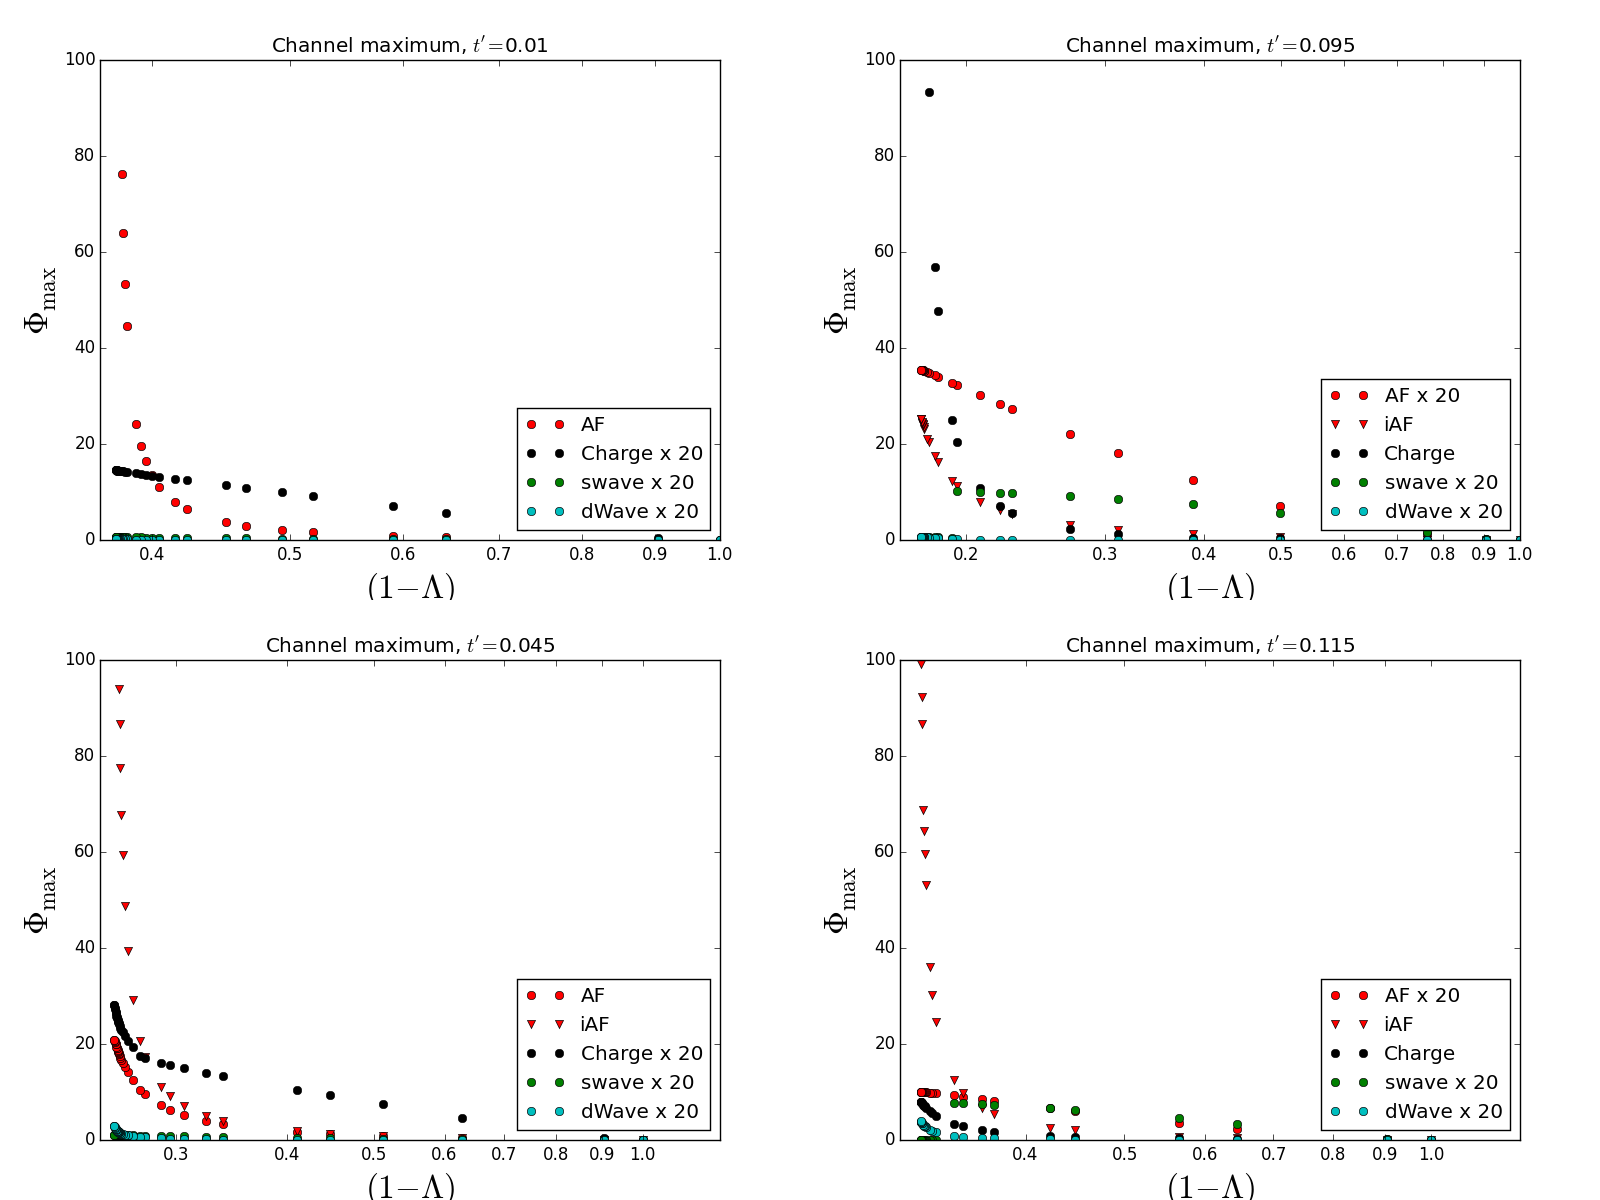 Channel maximum, t′=0.01
100
80
60
40
20
0
Φmax
AF
Charge x 20
swave x 20
dWave x 20
0.4 0.5 0.6 0.7 0.8 0.9 1.0
(1−Λ)
Channel maximum, t′=0.095
100
80
60
40
20
0
Φmax
AF x 20
iAF
Charge
swave x 20
dWave x 20
0.2 0.3 0.4 0.5 0.6 0.7 0.8 0.9 1.0
(1−Λ)
Channel maximum, t′=0.045
100
80
60
40
20
0
Φmax
AF
iAF
Charge x 20
swave x 20
dWave x 20
0.3 0.4 0.5 0.6 0.7 0.8 0.9 1.0
(1−Λ)
Channel maximum, t′=0.115
100
80
60
40
20
0
Φmax
AF x 20
iAF
Charge
swave x 20
dWave x 20
0.4 0.5 0.6 0.7 0.8 0.9 1.0
(1−Λ)